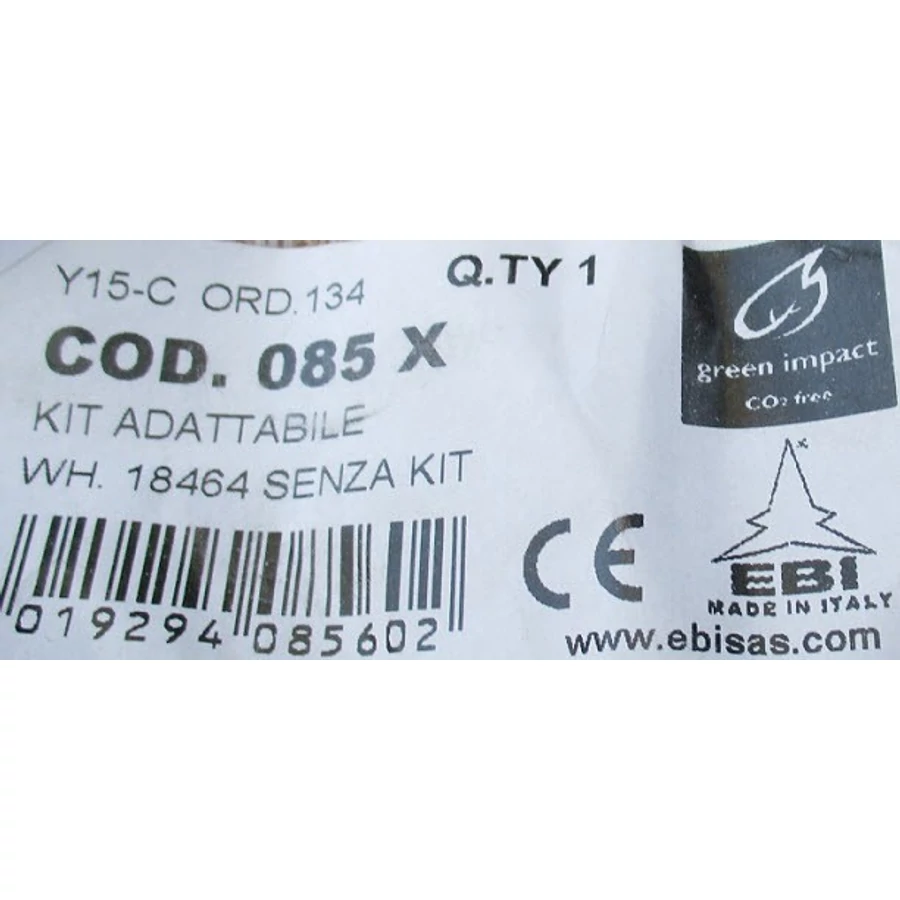 Y15-C ORD.134
Q.TY 1
COD. 085 X
KIT ADATTABILE
WH. 18464 SENZA KIT
019294 085602
CE
green impact
CO₂ free
EBI
MADE IN ITALY
www.ebisas.com